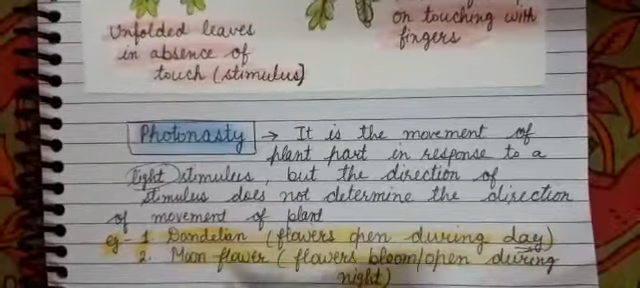 Unfolded leaves
in absence of
touch (stimulus)
on touching with
fingers
Photonasty → It is the movement of
plant part in response to a
light stimulus, but the direction of
stimulus does not determine the direction
of movement of plant
eg- 1. Dandelian (flowers open during day)
2. Moon flower (flowers bloom/open during
night)